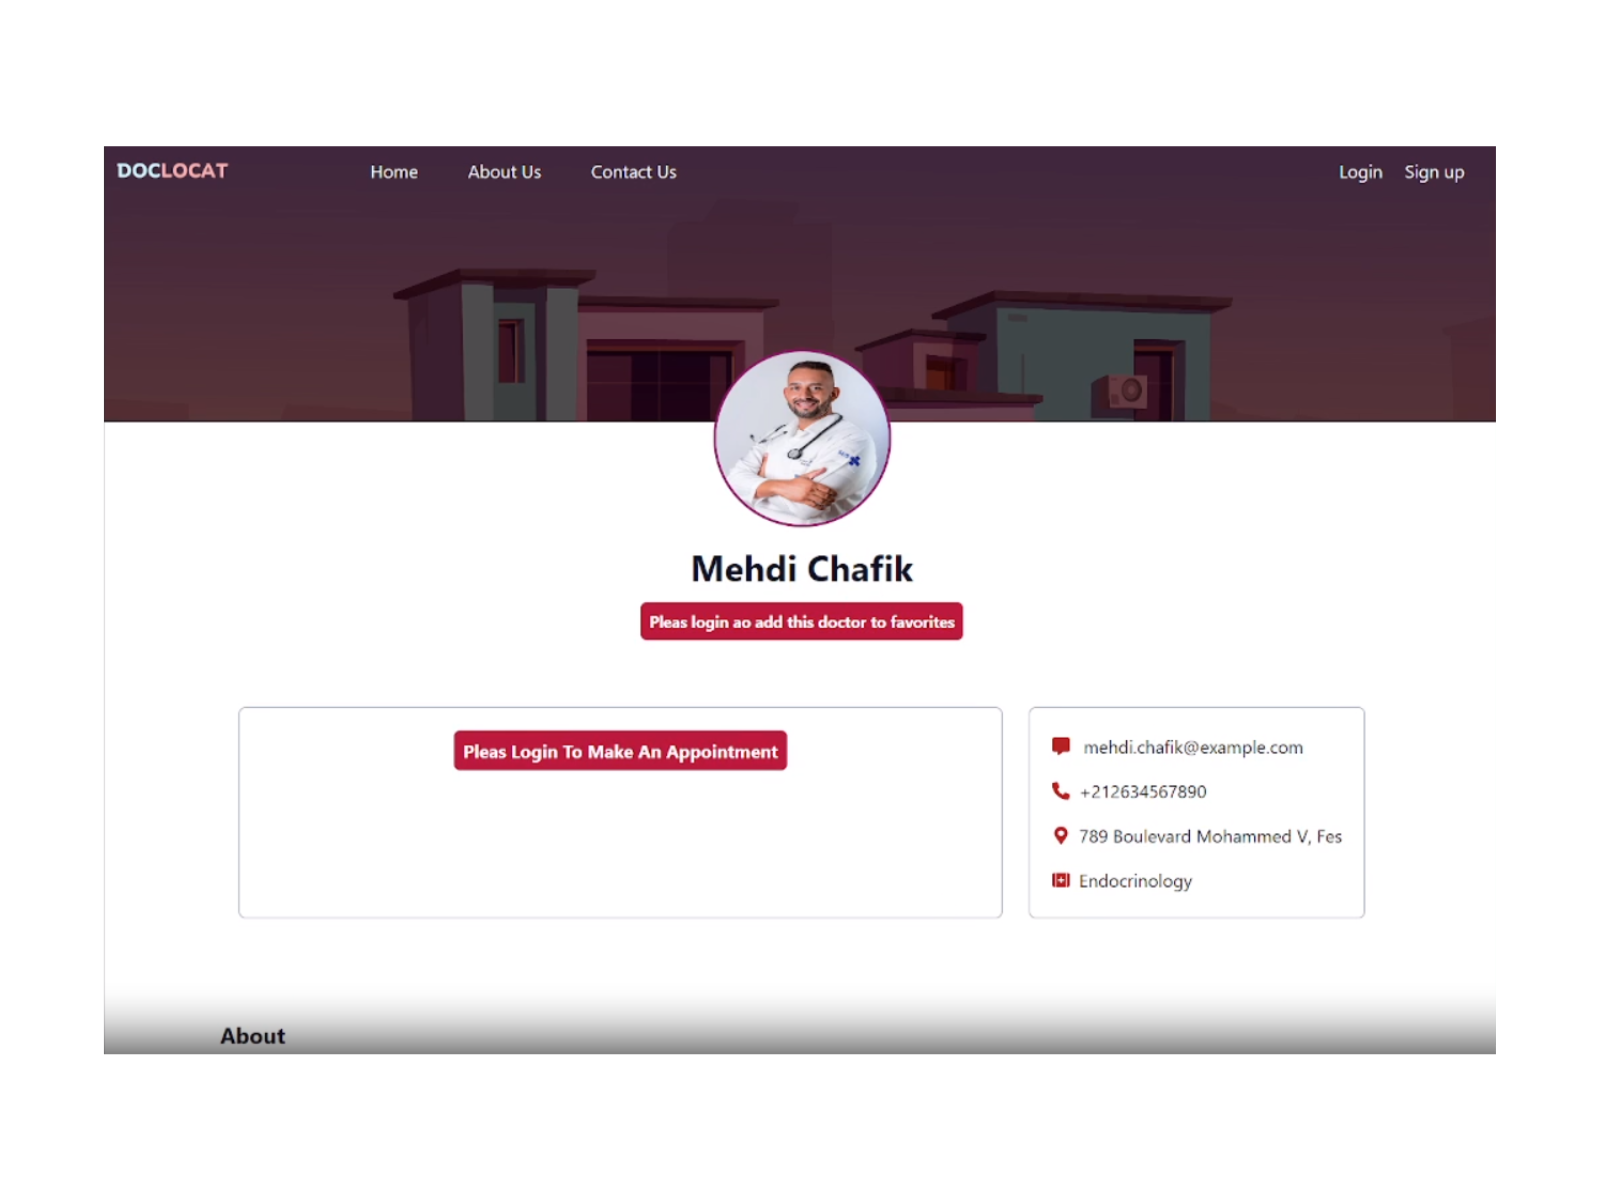 DOCLOCAT
Home
About Us
Contact Us
Login
Sign up
Mehdi Chafik
Pleas login ao add this doctor to favorites
Pleas Login To Make An Appointment
mehdi.chafik@example.com
+212634567890
789 Boulevard Mohammed V, Fes
Endocrinology
About